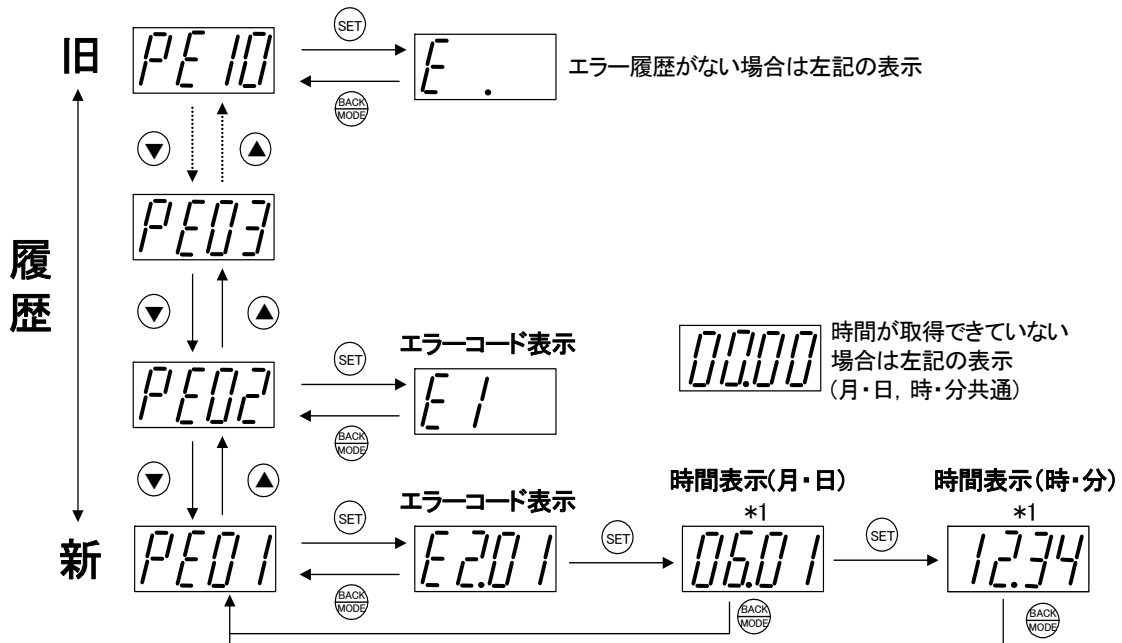 旧
PE10
SET
E .
エラー履歴がない場合は左記の表示
BACK
MODE
▼
▲
PE03
履歴
▼
▲
エラーコード表示
PE02
SET
E1
BACK
MODE
00.00
時間が取得できていない
場合は左記の表示
(月・日, 時・分共通)
▼
▲
新
PE01
SET
BACK
MODE
エラーコード表示
E2.01
SET
時間表示(月・日)
*1
06.01
BACK
MODE
SET
時間表示(時・分)
*1
12.34
BACK
MODE